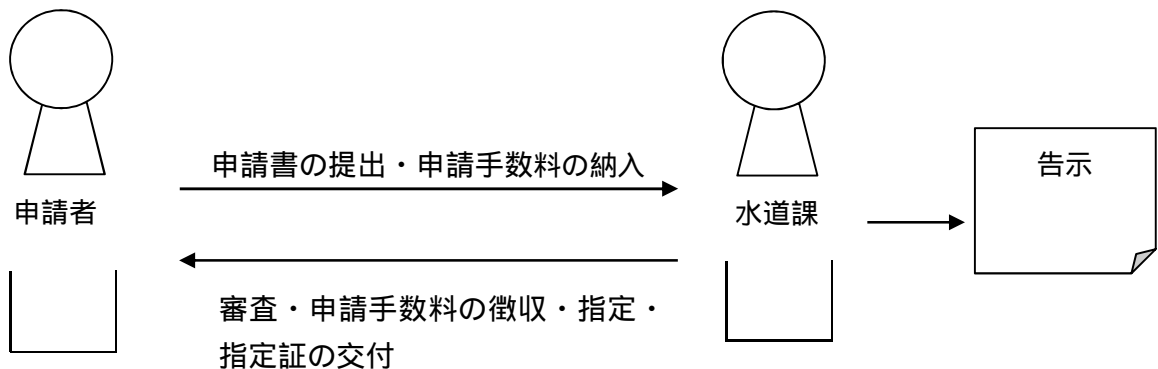 申請書の提出・申請手数料の納入
告示
申請者
水道課
審査・申請手数料の徴収・指定・
指定証の交付